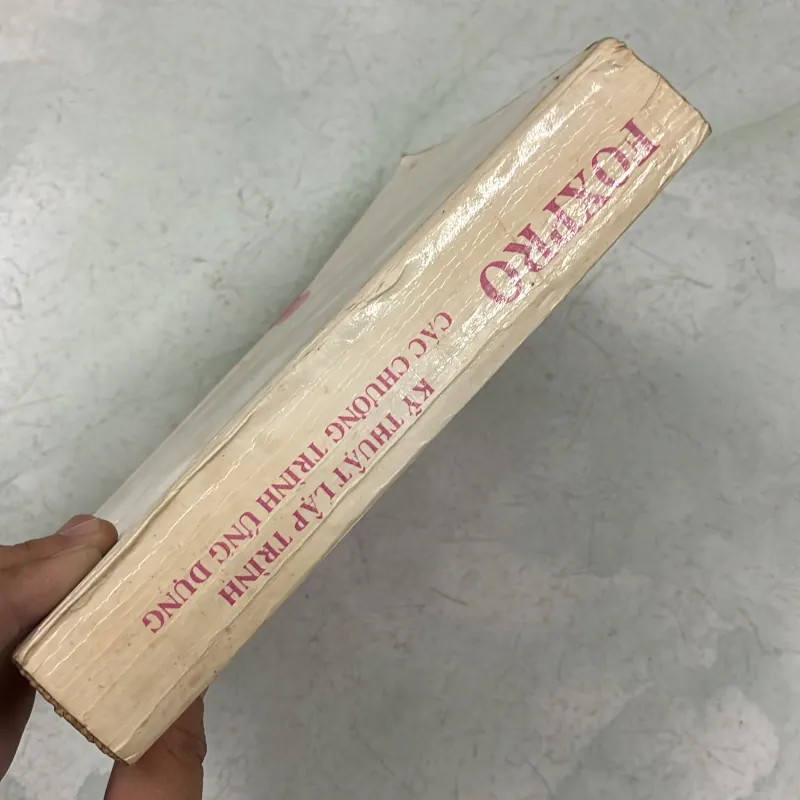 FOXPRO
KỸ THUẬT LẬP TRÌNH
CÁC CHƯƠNG TRÌNH ỨNG DỤNG